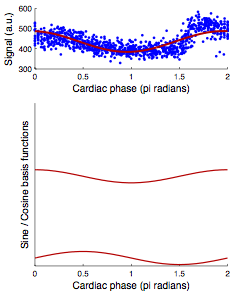 Signal (a.u.)
600
500
400
300
0 0.5 1 1.5 2
Cardiac phase (pi radians)
Sine / Cosine basis functions
0 0.5 1 1.5 2
Cardiac phase (pi radians)